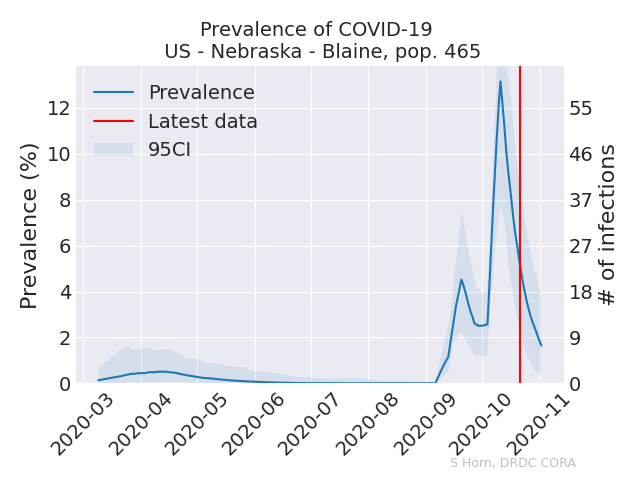 Prevalence of COVID-19
US - Nebraska - Blaine, pop. 465
Prevalence
Latest data
95CI
Prevalence (%)
12
10
8
6
4
2
0
55
46
37
27
18
9
0
# of infections
2020-03
2020-04
2020-05
2020-06
2020-07
2020-08
2020-09
2020-10
2020-11
S Horn, DRDC CORA